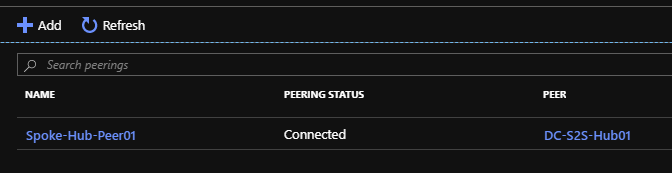 Add Refresh
Search peerings
NAME PEERING STATUS PEER
Spoke-Hub-Peer01 Connected DC-S2S-Hub01